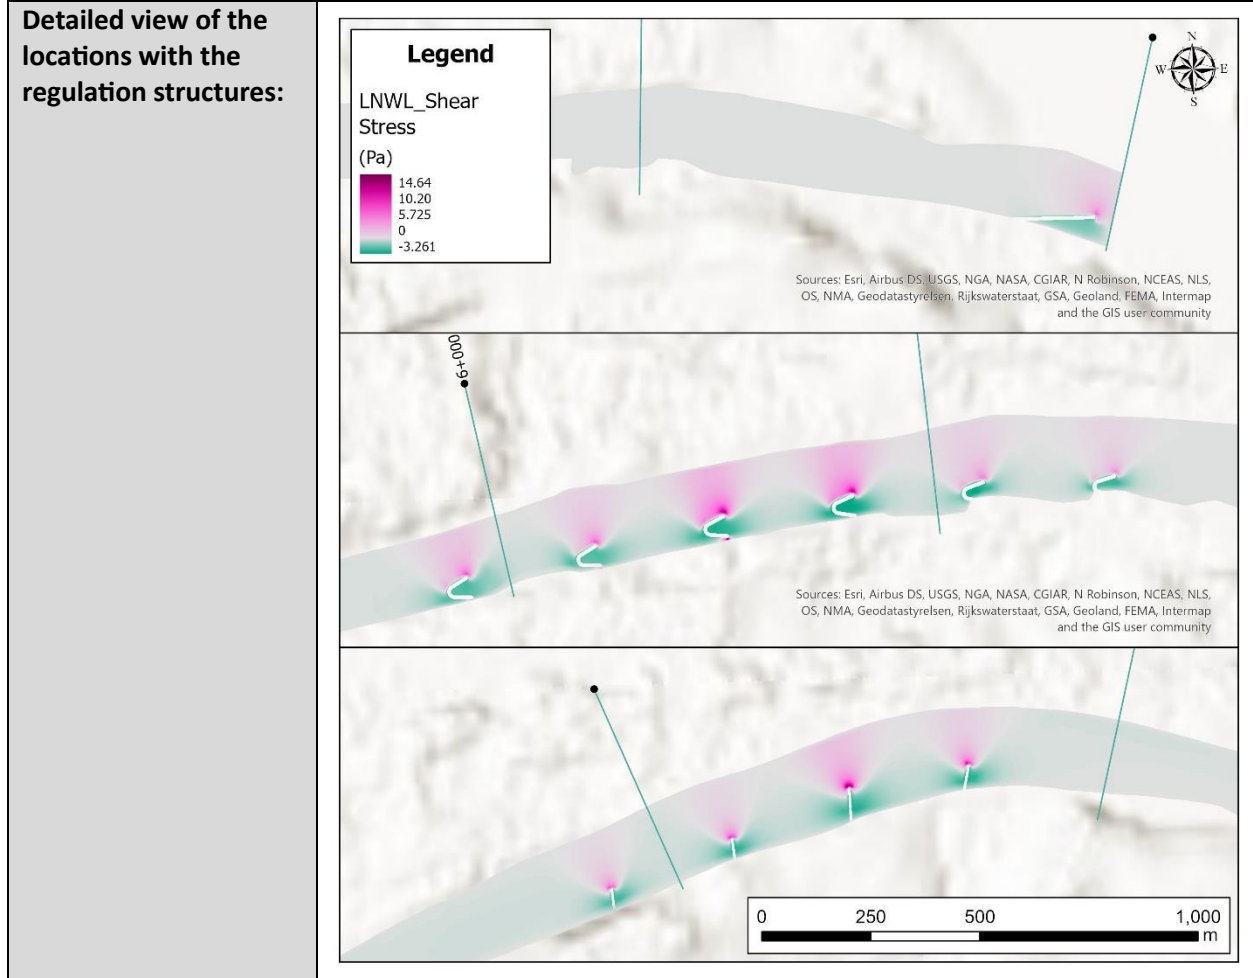 Detailed view of the
locations with the
regulation structures:
Legend
LNWL_Shear
Stress
(Pa)
14.64
10.20
5.725
0
-3.261
N
W
E
S
Sources: Esri, Airbus DS, USGS, NGA, NASA, CGIAR, N Robinson, NCEAS, NLS,
OS, NMA, Geodatastyrelsen, Rijkswaterstaat, GSA, Geoland, FEMA, Intermap
and the GIS user community
6+000
Sources: Esri, Airbus DS, USGS, NGA, NASA, CGIAR, N Robinson, NCEAS, NLS,
OS, NMA, Geodatastyrelsen, Rijkswaterstaat, GSA, Geoland, FEMA, Intermap
and the GIS user community
0 250 500 1,000
m